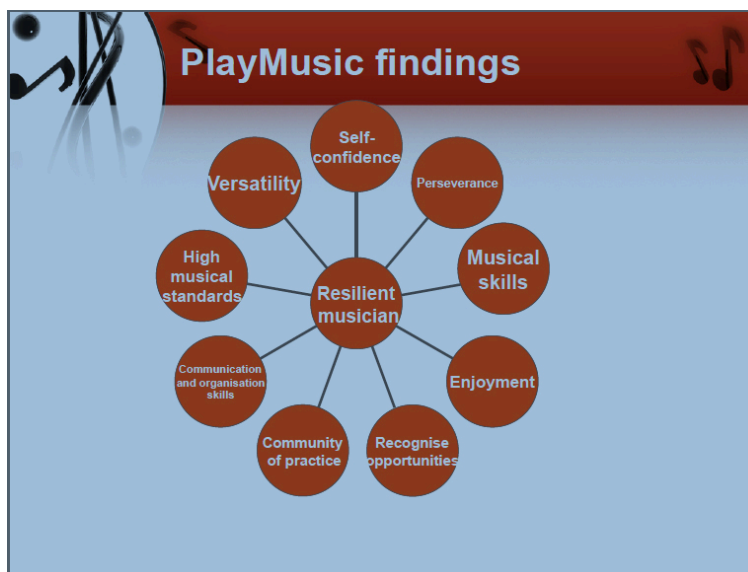 PlayMusic findings
Self-
confidence
Perseverance
Musical
skills
Enjoyment
Recognise
opportunities
Community
of practice
Communication
and organisation
skills
High
musical
standards
Versatility
Resilient
musician